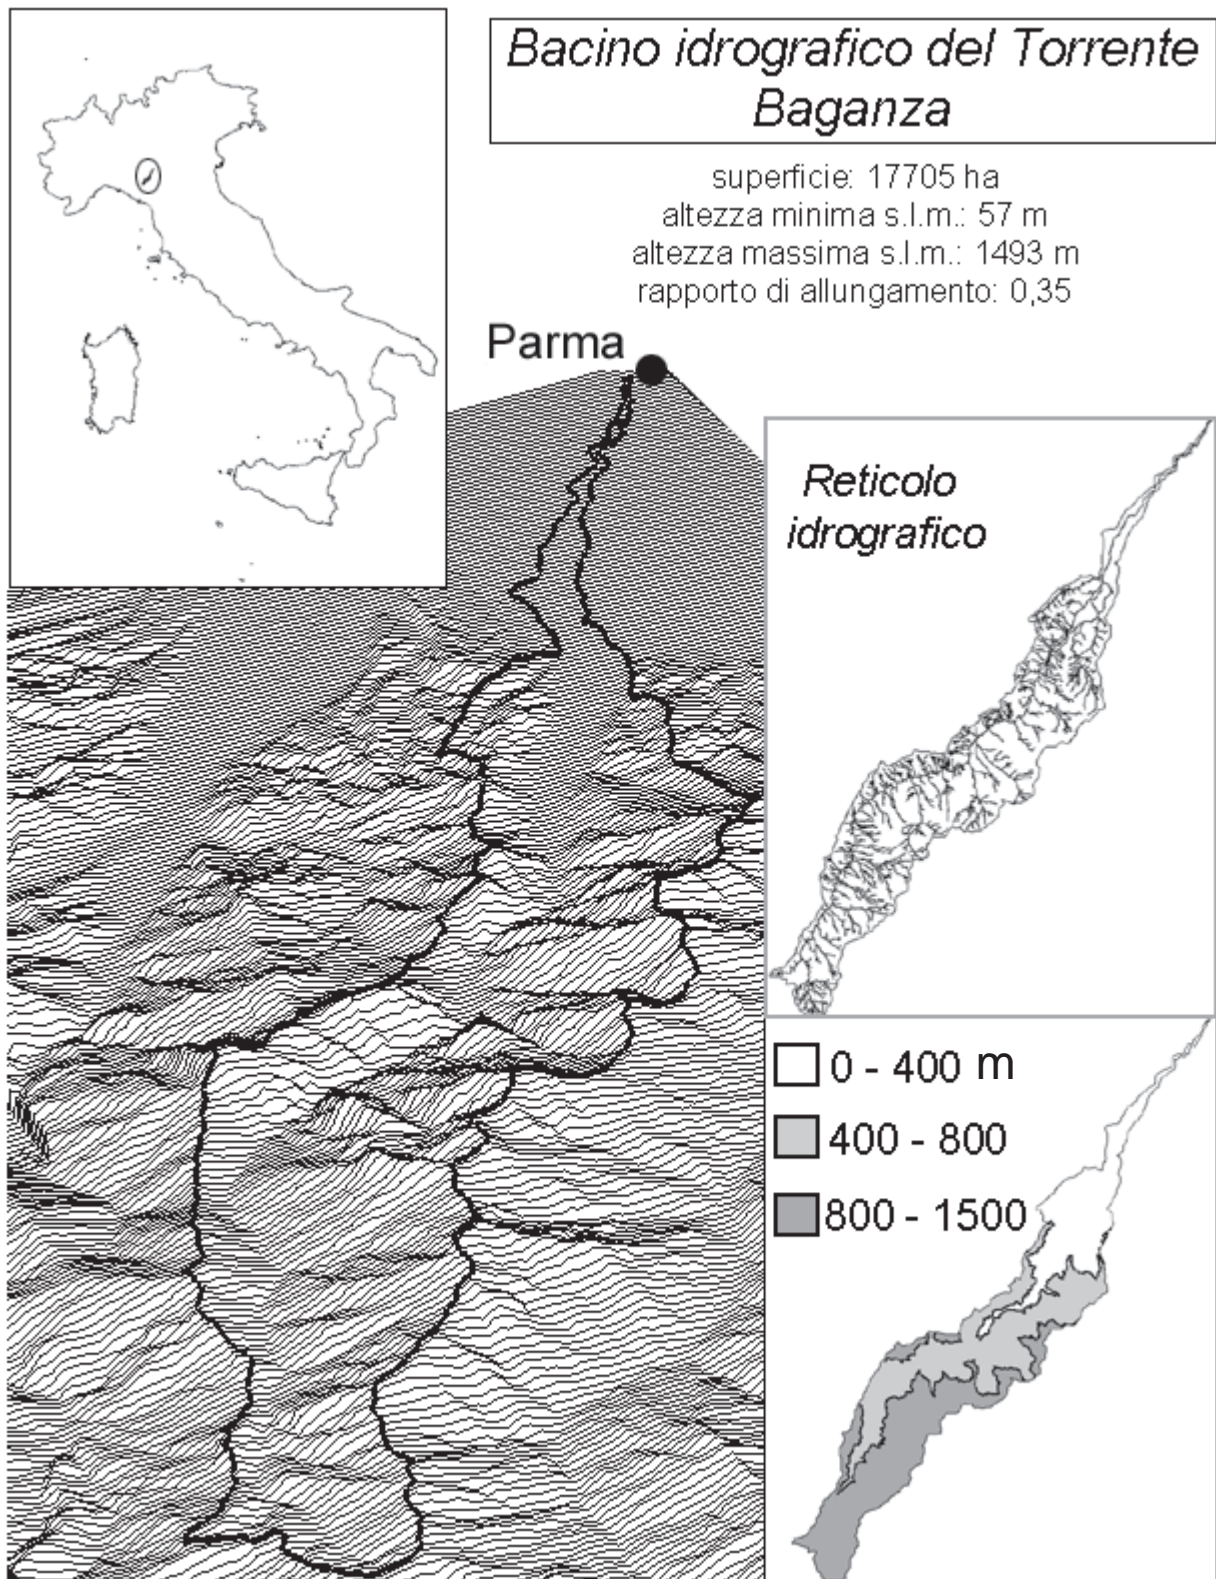 Bacino idrografico del Torrente
Baganza
superficie: 17705 ha
altezza minima s.l.m.: 57 m
altezza massima s.l.m.: 1493 m
rapporto di allungamento: 0,35
Parma
Reticolo
idrografico
0 - 400 m
400 - 800
800 - 1500